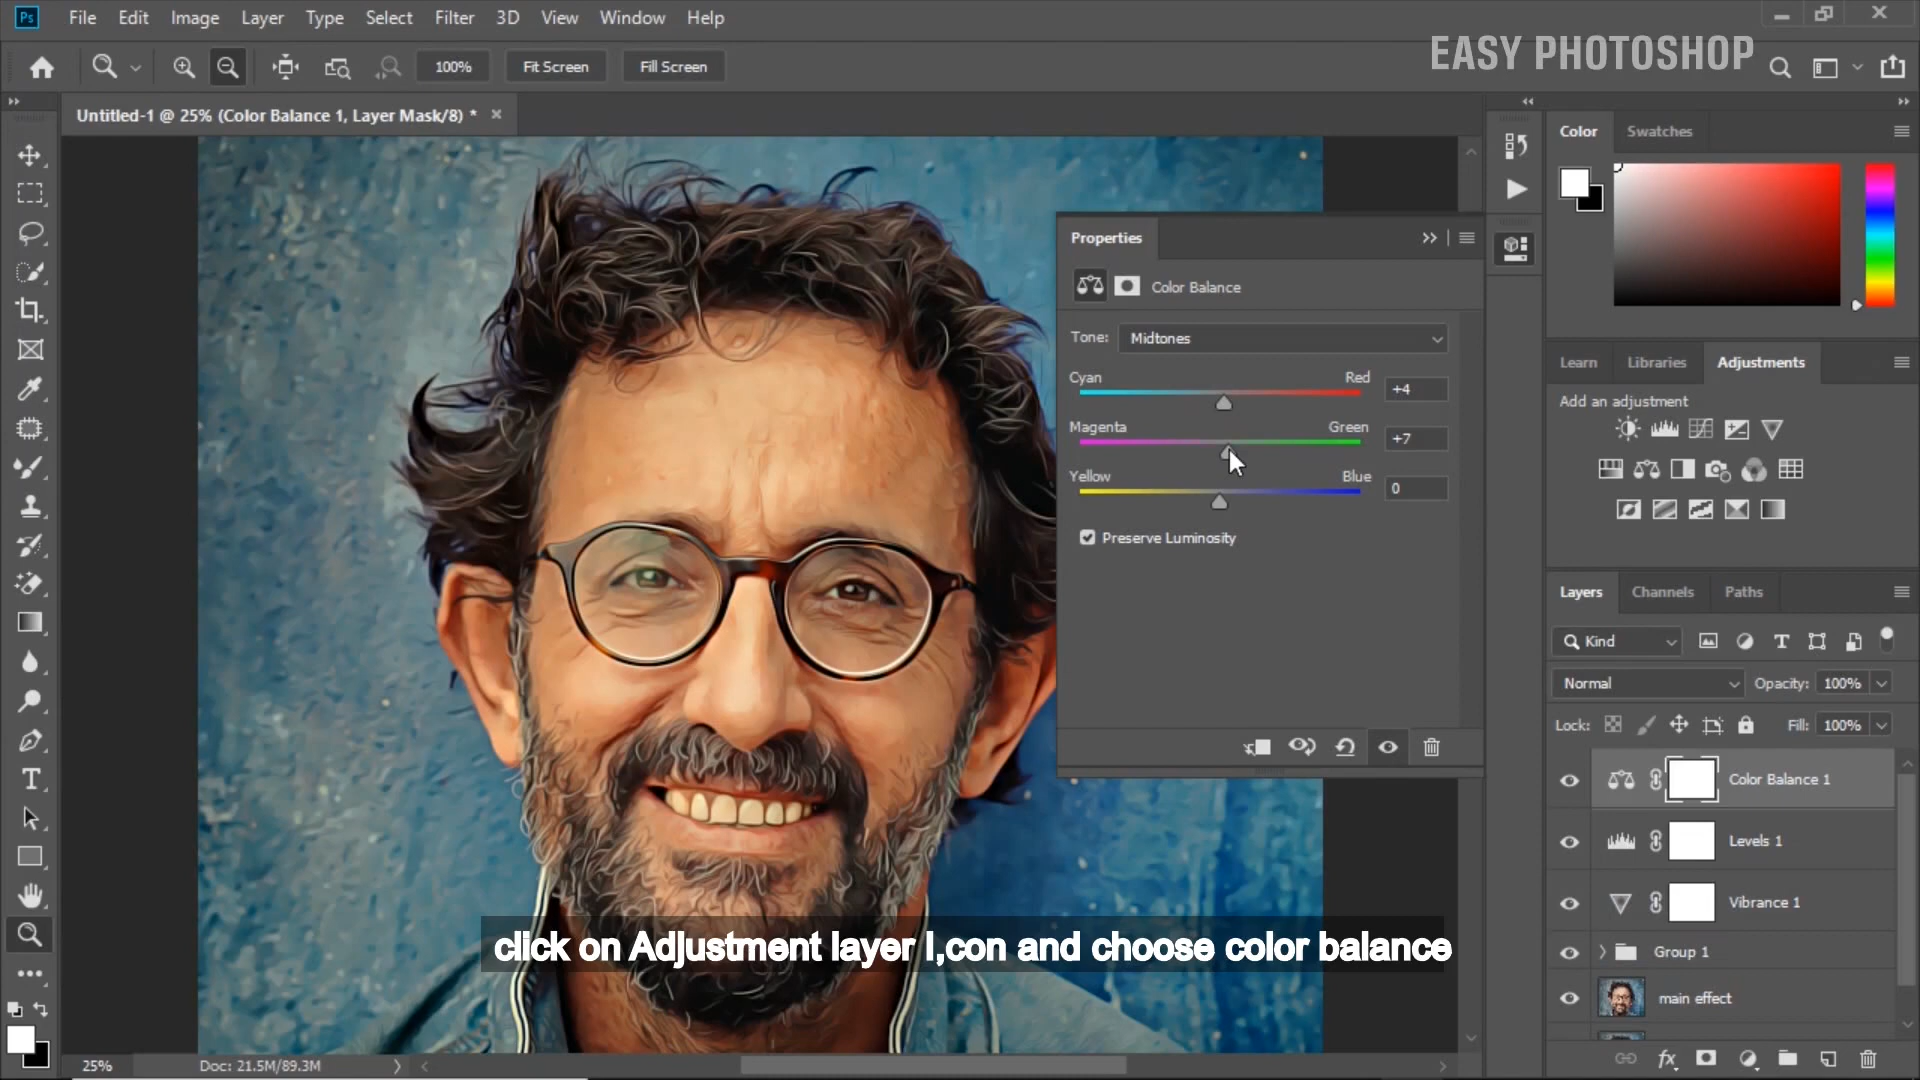 Ps File Edit Image Layer Type Select Filter 3D View Window Help
100% Fit Screen Fill Screen
EASY PHOTOSHOP
Untitled-1 @ 25% (Color Balance 1, Layer Mask/8) *
Color Swatches
Properties
Color Balance
Tone: Midtones
Cyan Red +4
Magenta Green +7
Yellow Blue 0
Preserve Luminosity
Learn Libraries Adjustments
Add an adjustment
Layers Channels Paths
Kind
Normal Opacity: 100%
Lock: Fill: 100%
Color Balance 1
Levels 1
Vibrance 1
Group 1
main effect
click on Adjustment layer I,con and choose color balance
25% Doc: 21.5M/89.3M